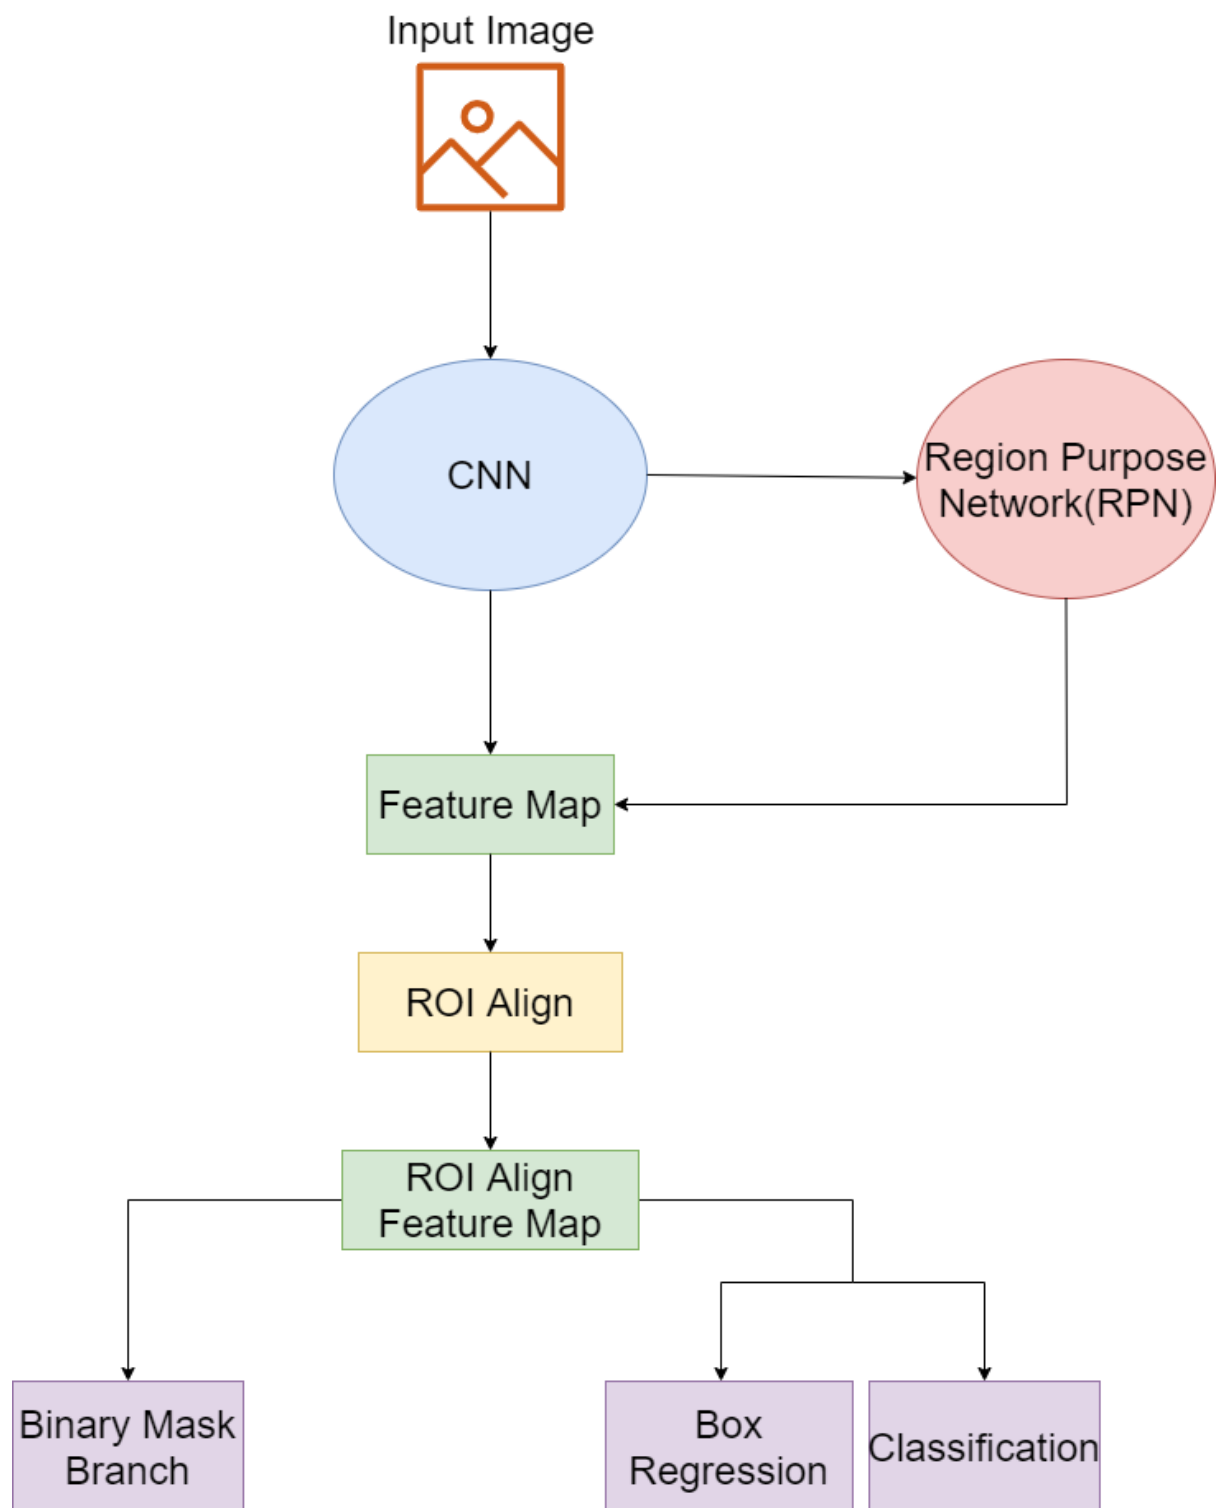 Input Image
CNN
Region Purpose
Network(RPN)
Feature Map
ROI Align
ROI Align
Feature Map
Binary Mask
Branch
Box
Regression
Classification